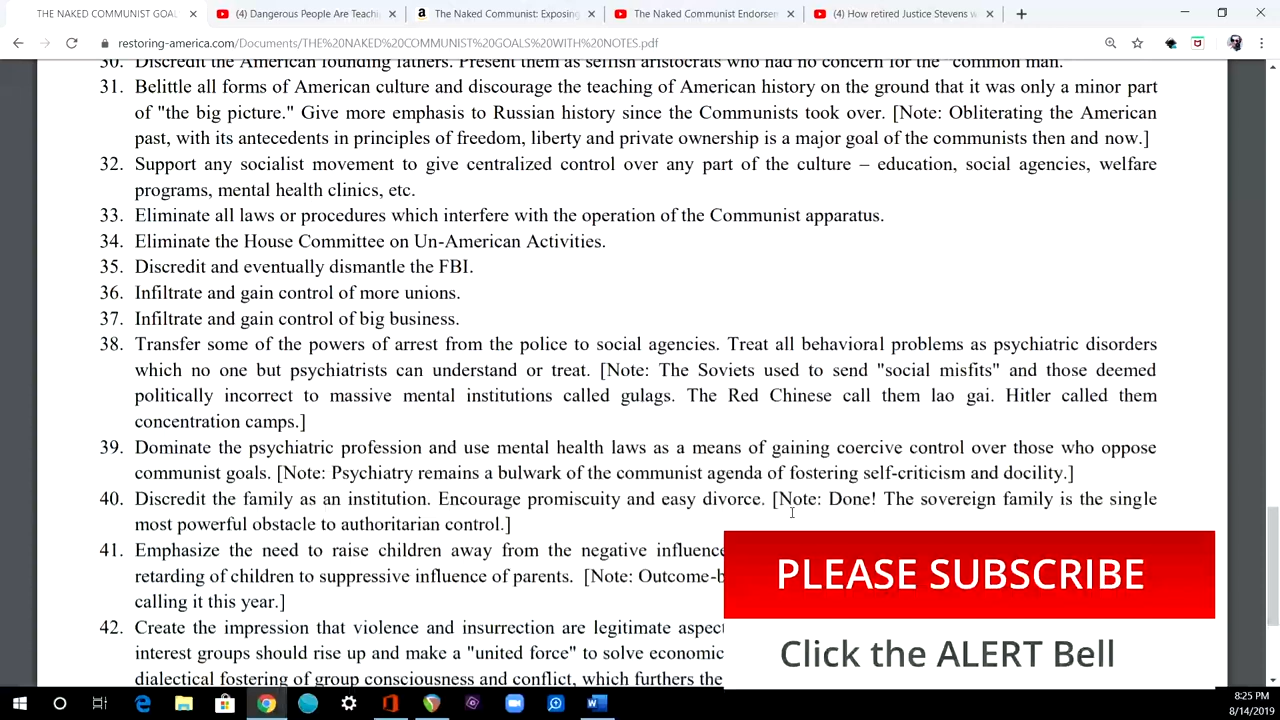 THE NAKED COMMUNIST GOAL
(4) Dangerous People Are Teachi
The Naked Communist: Exposing
The Naked Communist Endorsen
(4) How retired Justice Stevens w
restoring-america.com/Documents/THE%20NAKED%20COMMUNIST%20GOALS%20WITH%20NOTES.pdf
30. Discredit the American founding fathers. Present them as selfish aristocrats who had no concern for the "common man."
31. Belittle all forms of American culture and discourage the teaching of American history on the ground that it was only a minor part
of "the big picture." Give more emphasis to Russian history since the Communists took over. [Note: Obliterating the American
past, with its antecedents in principles of freedom, liberty and private ownership is a major goal of the communists then and now.]
32. Support any socialist movement to give centralized control over any part of the culture – education, social agencies, welfare
programs, mental health clinics, etc.
33. Eliminate all laws or procedures which interfere with the operation of the Communist apparatus.
34. Eliminate the House Committee on Un-American Activities.
35. Discredit and eventually dismantle the FBI.
36. Infiltrate and gain control of more unions.
37. Infiltrate and gain control of big business.
38. Transfer some of the powers of arrest from the police to social agencies. Treat all behavioral problems as psychiatric disorders
which no one but psychiatrists can understand or treat. [Note: The Soviets used to send "social misfits" and those deemed
politically incorrect to massive mental institutions called gulags. The Red Chinese call them lao gai. Hitler called them
concentration camps.]
39. Dominate the psychiatric profession and use mental health laws as a means of gaining coercive control over those who oppose
communist goals. [Note: Psychiatry remains a bulwark of the communist agenda of fostering self-criticism and docility.]
40. Discredit the family as an institution. Encourage promiscuity and easy divorce. [Note: Done! The sovereign family is the single
most powerful obstacle to authoritarian control.]
41. Emphasize the need to raise children away from the negative influence
retarding of children to suppressive influence of parents. [Note: Outcome-b
calling it this year.]
42. Create the impression that violence and insurrection are legitimate aspect
interest groups should rise up and make a "united force" to solve economic
dialectical fostering of group consciousness and conflict, which furthers the
PLEASE SUBSCRIBE
Click the ALERT Bell
8:25 PM
8/14/2019